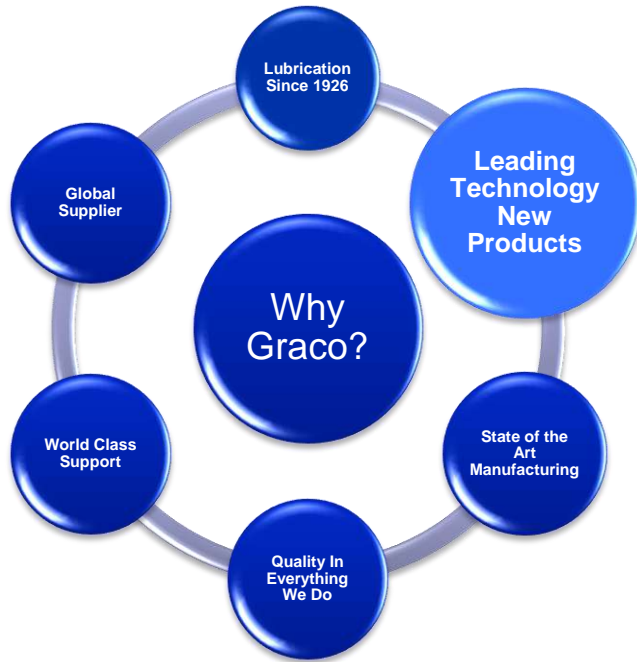 Lubrication
Since 1926
Leading
Technology
New
Products
Global
Supplier
Why
Graco?
World Class
Support
State of the
Art
Manufacturing
Quality In
Everything
We Do